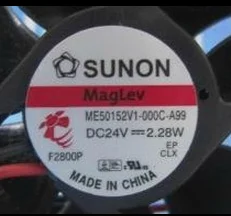 SUNON
MagLev
ME50152V1-000C-A99
DC24V ⎓ 2.28W
EP
F2800P CLX
MADE IN CHINA